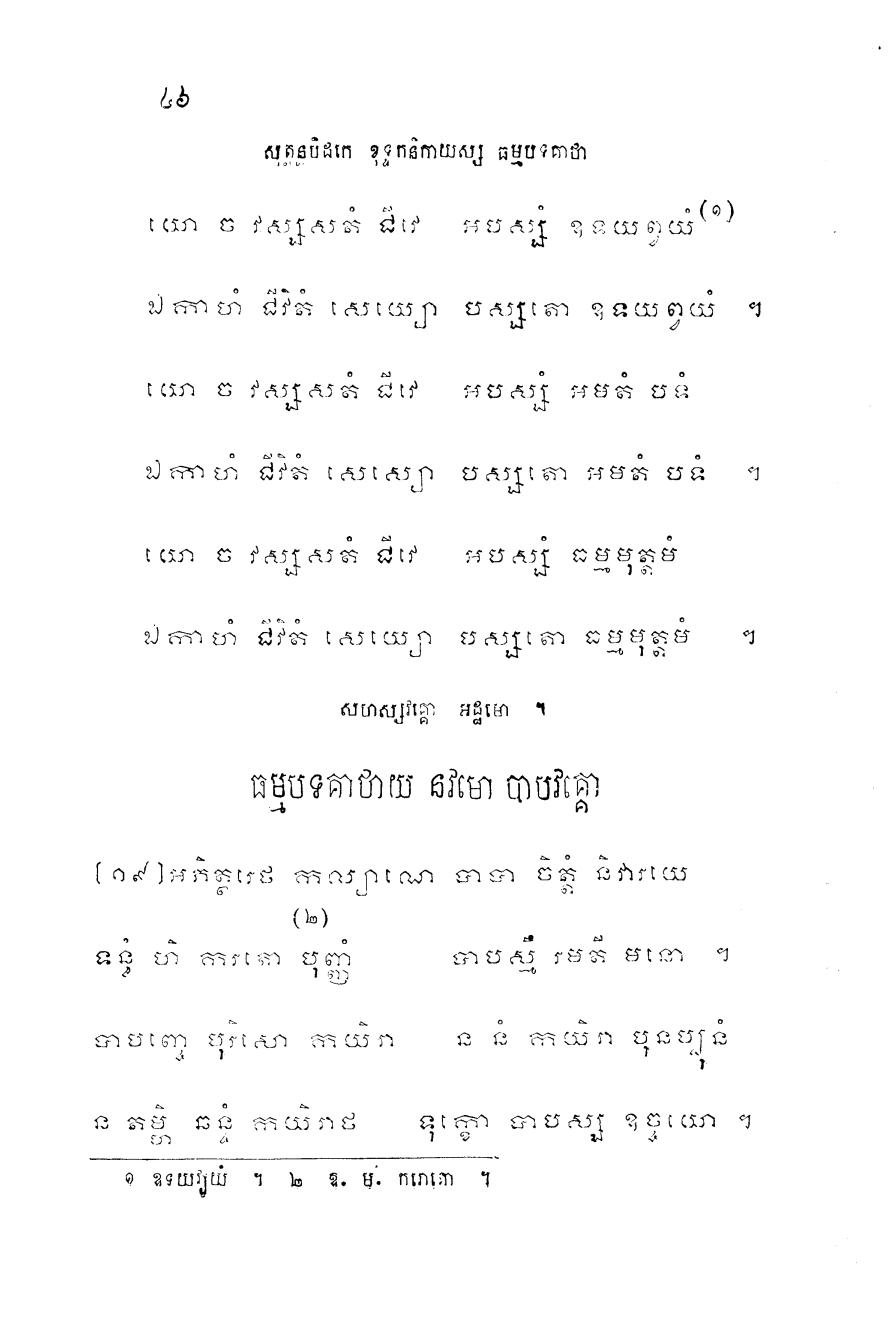 ៤៦
សុត្តន្តបិដកេ ខុទ្ទកនិកាយស្ស ធម្មបទគាថា
យោ ច វស្សសតំ ជីវេ អបស្សំ ឧទយព្វយំ(១)
ឯកាហំ ជីវិតំ សេយ្យោ បស្សតោ ឧទយព្វយំ ។
យោ ច វស្សសតំ ជីវេ អបស្សំ អមតំ បទំ
ឯកាហំ ជីវិតំ សេស្យោ បស្សតោ អមតំ បទំ ។
យោ ច វស្សសតំ ជីវេ អបស្សំ ធម្មមុត្តមំ
ឯកាហំ ជីវិតំ សេយ្យោ បស្សតោ ធម្មមុត្តមំ ។
សហស្សវគ្គោ អដ្ឋមោ ។
ធម្មបទគាថាយ នវមោ បាបវគ្គោ
[១៩] អភិត្ថរេថ កាល្យាណេ បាបា ចិត្តំ និវារយេ
(២)
ទន្ធំ ហិ ករោតោ បុញ្ញំ បាបស្មឹ រមតី មនោ ។
បាបញ្ចេ បុរិសោ កយិរា ន នំ កយិរា បុនប្បុនំ
ន តម្ហិ ឆន្ទំ កយិរាថ ទុក្ខោ បាបស្ស ឧច្ចយោ ។
១ ឧទយវ្យយំ ។ ២ ឱ. ម. ករោតោ ។